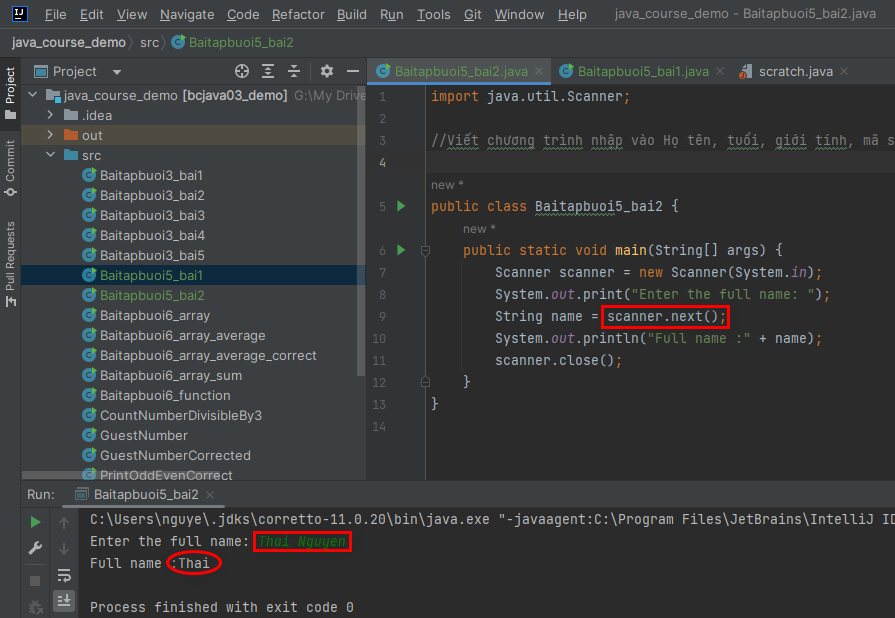 File Edit View Navigate Code Refactor Build Run Tools Git Window Help java_course_demo - Baitapbuoi5_bai2.java
java_course_demo src Baitapbuoi5_bai2
Project
Commit
Pull Requests
Project
java_course_demo [bcjava03_demo] G:\My Drive
.idea
out
src
Baitapbuoi3_bai1
Baitapbuoi3_bai2
Baitapbuoi3_bai3
Baitapbuoi3_bai4
Baitapbuoi3_bai5
Baitapbuoi5_bai1
Baitapbuoi5_bai2
Baitapbuoi6_array
Baitapbuoi6_array_average
Baitapbuoi6_array_average_correct
Baitapbuoi6_array_sum
Baitapbuoi6_function
CountNumberDivisibleBy3
GuestNumber
GuestNumberCorrected
PrintOddEvenCorrect
Baitapbuoi5_bai2.java Baitapbuoi5_bai1.java scratch.java
1 import java.util.Scanner;
2
3 //Viết chương trình nhập vào Họ tên, tuổi, giới tính, mã s
4
new *
5 public class Baitapbuoi5_bai2 {
new *
6 public static void main(String[] args) {
7 Scanner scanner = new Scanner(System.in);
8 System.out.print("Enter the full name: ");
9 String name = scanner.next();
10 System.out.println("Full name :" + name);
11 scanner.close();
12 }
13 }
14
Run: Baitapbuoi5_bai2
C:\Users\nguye\.jdks\corretto-11.0.20\bin\java.exe "-javaagent:C:\Program Files\JetBrains\IntelliJ ID
Enter the full name: Thai Nguyen
Full name :Thai
Process finished with exit code 0